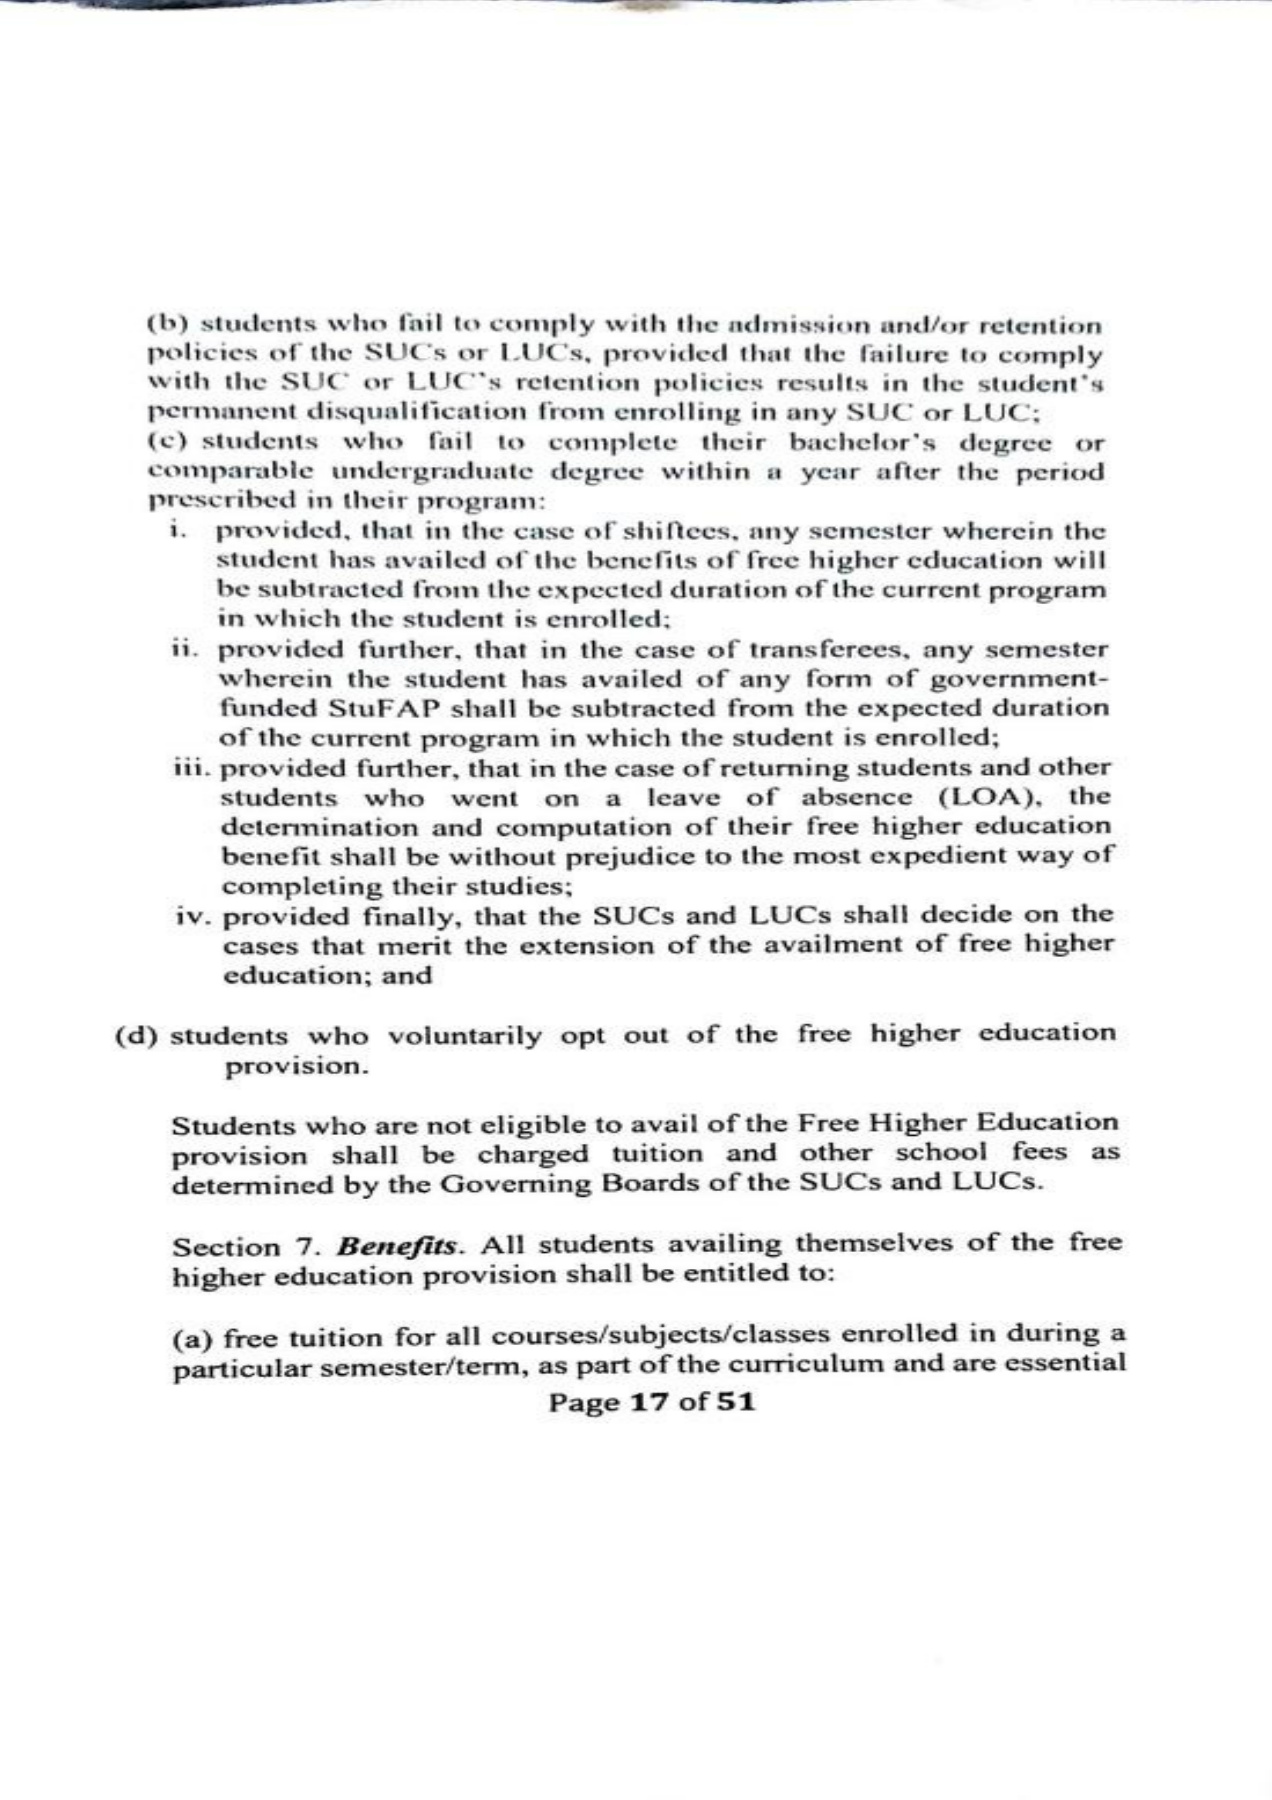 (b) students who fail to comply with the admission and/or retention
policies of the SUCs or LUCs, provided that the failure to comply
with the SUC or LUC"s retention policies results in the student's
permanent disqualification from enrolling in any SUC or LUC;
(c) students who fail to complete their bachelor's degree or
comparable undergraduate degree within a year after the period
prescribed in their program:
i. provided, that in the case of shiftees, any semester wherein the
student has availed of the benefits of free higher education will
be subtracted from the expected duration of the current program
in which the student is enrolled;
ii. provided further, that in the case of transferees, any semester
wherein the student has availed of any form of government-
funded StuFAP shall be subtracted from the expected duration
of the current program in which the student is enrolled;
iii. provided further, that in the case of returning students and other
students who went on a leave of absence (LOA), the
determination and computation of their free higher education
benefit shall be without prejudice to the most expedient way of
completing their studies;
iv. provided finally, that the SUCs and LUCs shall decide on the
cases that merit the extension of the availment of free higher
education; and
(d) students who voluntarily opt out of the free higher education
provision.
Students who are not eligible to avail of the Free Higher Education
provision shall be charged tuition and other school fees as
determined by the Governing Boards of the SUCs and LUCs.
Section 7. Benefits. All students availing themselves of the free
higher education provision shall be entitled to:
(a) free tuition for all courses/subjects/classes enrolled in during a
particular semester/term, as part of the curriculum and are essential
Page 17 of 51